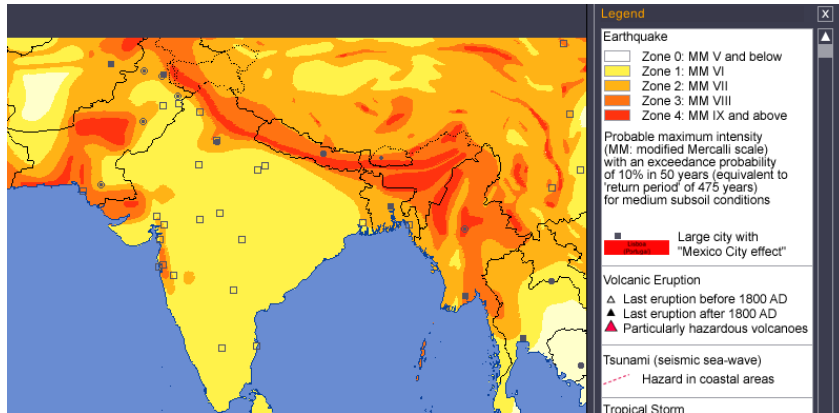 Legend
X
Earthquake
Zone 0: MM V and below
Zone 1: MM VI
Zone 2: MM VII
Zone 3: MM VIII
Zone 4: MM IX and above
Probable maximum intensity
(MM: modified Mercalli scale)
with an exceedance probability
of 10% in 50 years (equivalent to
'return period' of 475 years)
for medium subsoil conditions
Large city with
"Mexico City effect"
Lisboa
(Portugal)
Volcanic Eruption
Last eruption before 1800 AD
Last eruption after 1800 AD
Particularly hazardous volcanoes
Tsunami (seismic sea-wave)
Hazard in coastal areas
Tropical Storm